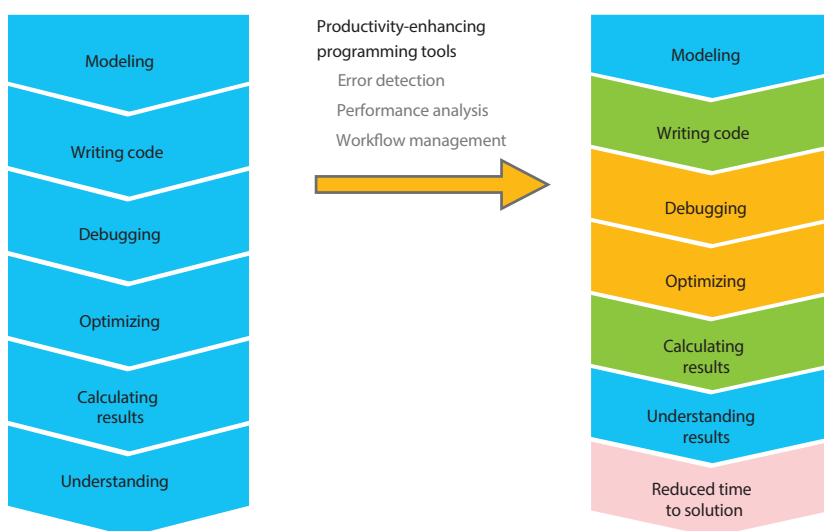 Modeling
Writing code
Debugging
Optimizing
Calculating
results
Understanding
Productivity-enhancing
programming tools
Error detection
Performance analysis
Workflow management
Modeling
Writing code
Debugging
Optimizing
Calculating
results
Understanding
results
Reduced time
to solution